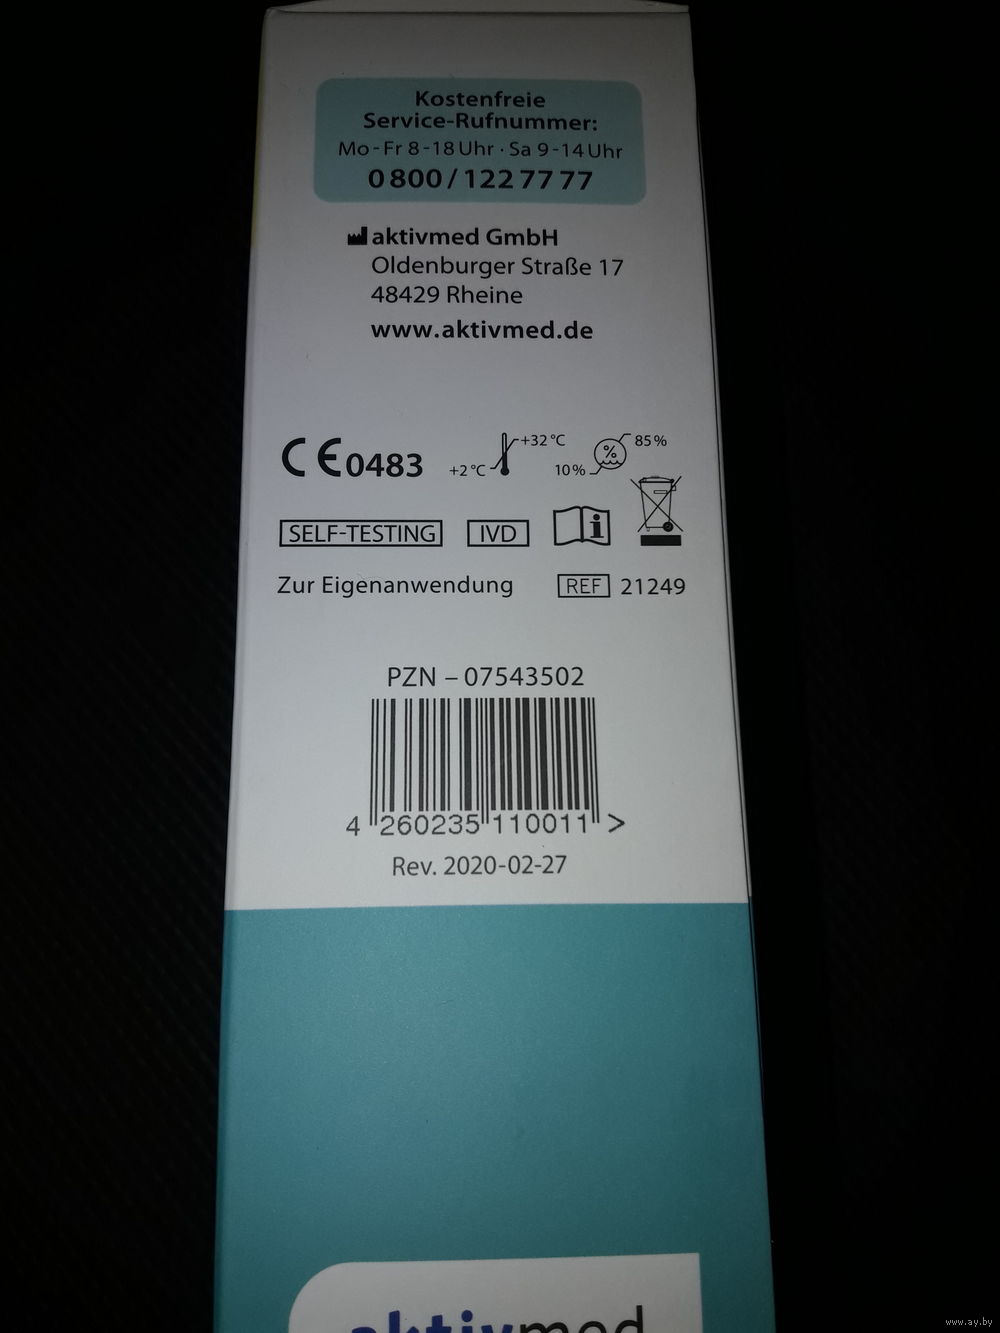 Kostenfreie
Service-Rufnummer:
Mo-Fr 8-18 Uhr · Sa 9-14 Uhr
0 800 / 122 77 77
aktivmed GmbH
Oldenburger Straße 17
48429 Rheine
www.aktivmed.de
CE0483 +2 °C +32 °C 10% % 85%
SELF-TESTING IVD i
Zur Eigenanwendung REF 21249
PZN – 07543502
4 260235 110011 >
Rev. 2020-02-27
aktivmed
www.ay.by